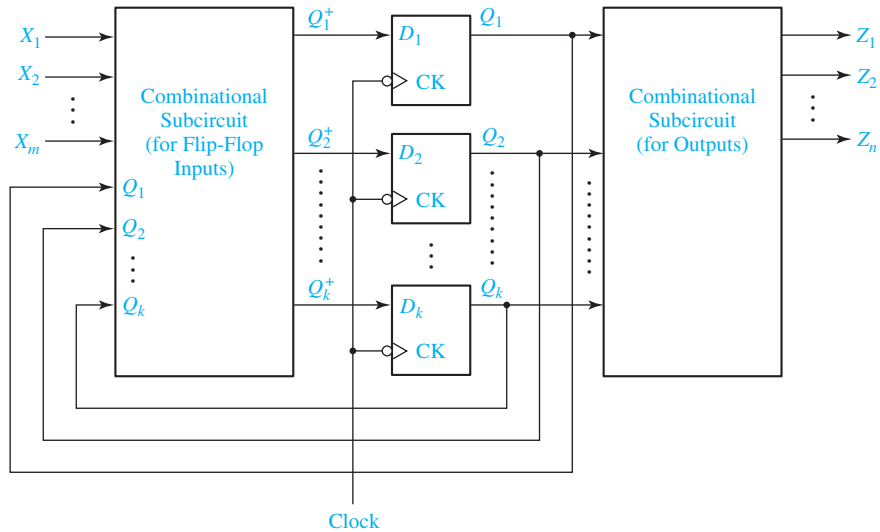 X₁
X₂
Xₘ
Q₁
Q₂
Qₖ
Combinational
Subcircuit
(for Flip-Flop
Inputs)
Q₁⁺
Q₂⁺
Qₖ⁺
D₁
CK
D₂
CK
Dₖ
CK
Q₁
Q₂
Qₖ
Combinational
Subcircuit
(for Outputs)
Z₁
Z₂
Zₙ
Clock